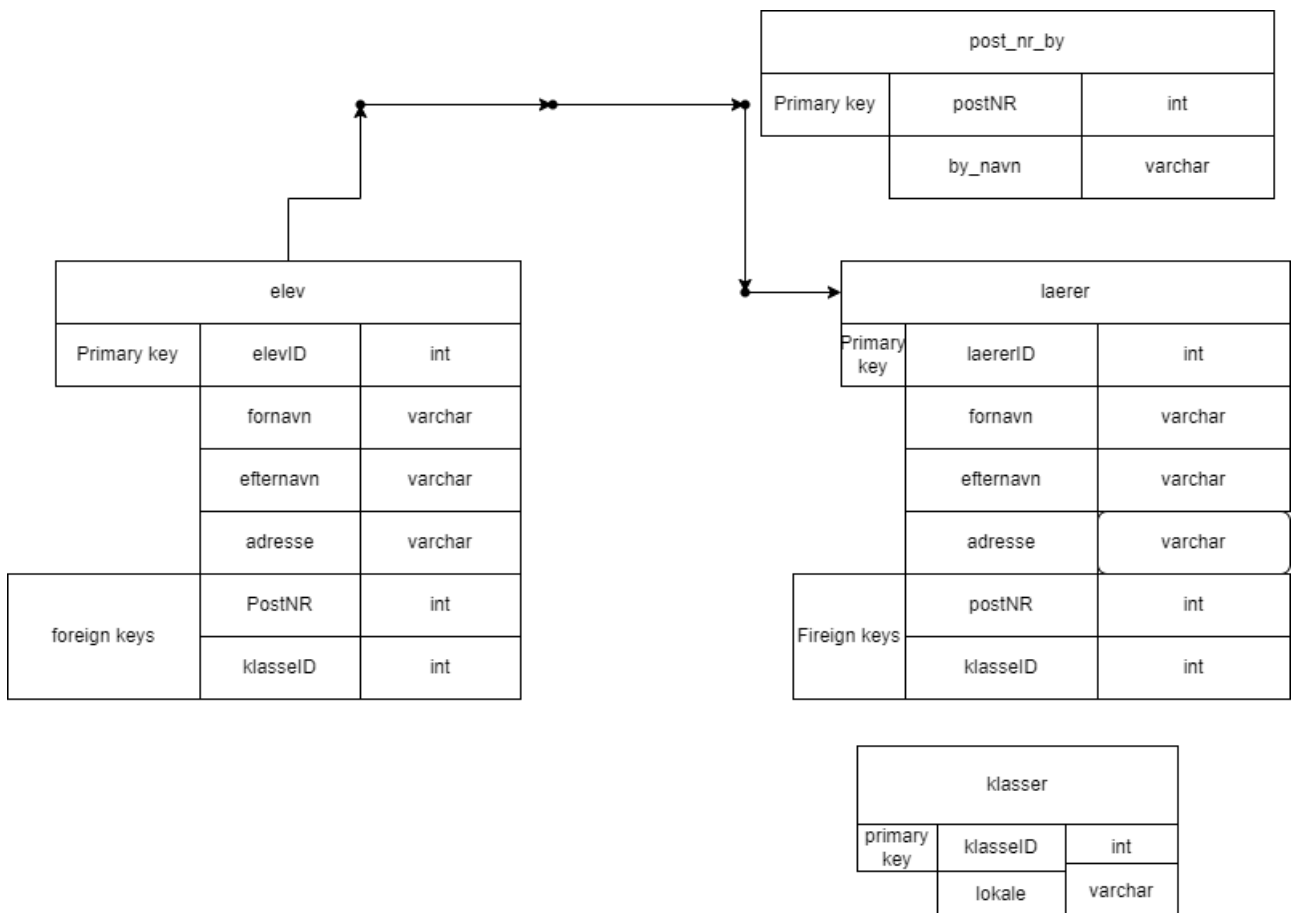 post_nr_by
Primary key postNR int
by_navn varchar
elev
Primary key elevID int
fornavn varchar
efternavn varchar
adresse varchar
foreign keys
PostNR int
klasseID int
laerer
Primary
key
laererID int
fornavn varchar
efternavn varchar
adresse varchar
Fireign keys
postNR int
klasseID int
klasser
primary
key
klasseID int
lokale varchar